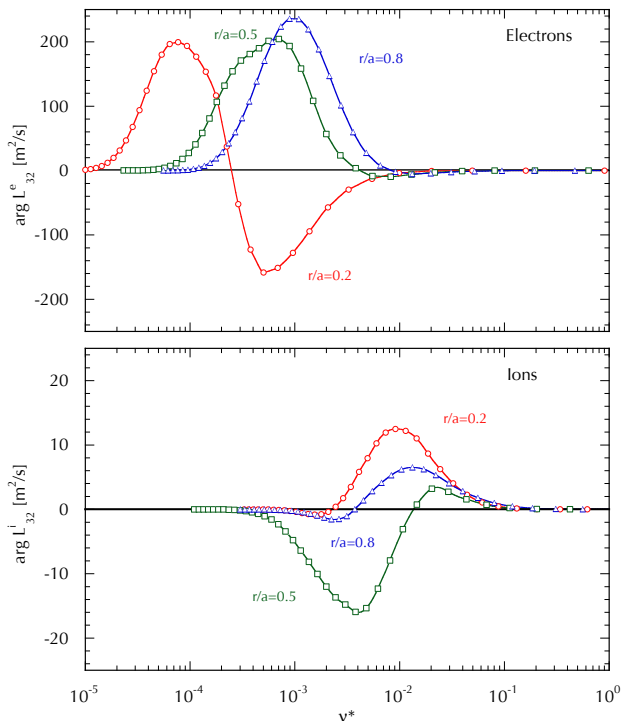 r/a=0.5
Electrons
r/a=0.8
r/a=0.2
200
100
0
-100
-200
arg L^e_32 [m²/s]
Ions
r/a=0.2
r/a=0.8
r/a=0.5
20
10
0
-10
-20
arg L^i_32 [m²/s]
10^-5 10^-4 10^-3 10^-2 10^-1 10^0
ν*